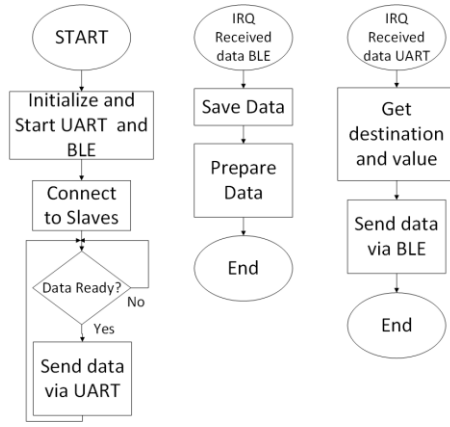 START
Initialize and
Start UART and
BLE
Connect
to Slaves
Data Ready?
No
Yes
Send data
via UART
IRQ
Received
data BLE
Save Data
Prepare
Data
End
IRQ
Received
data UART
Get
destination
and value
Send data
via BLE
End